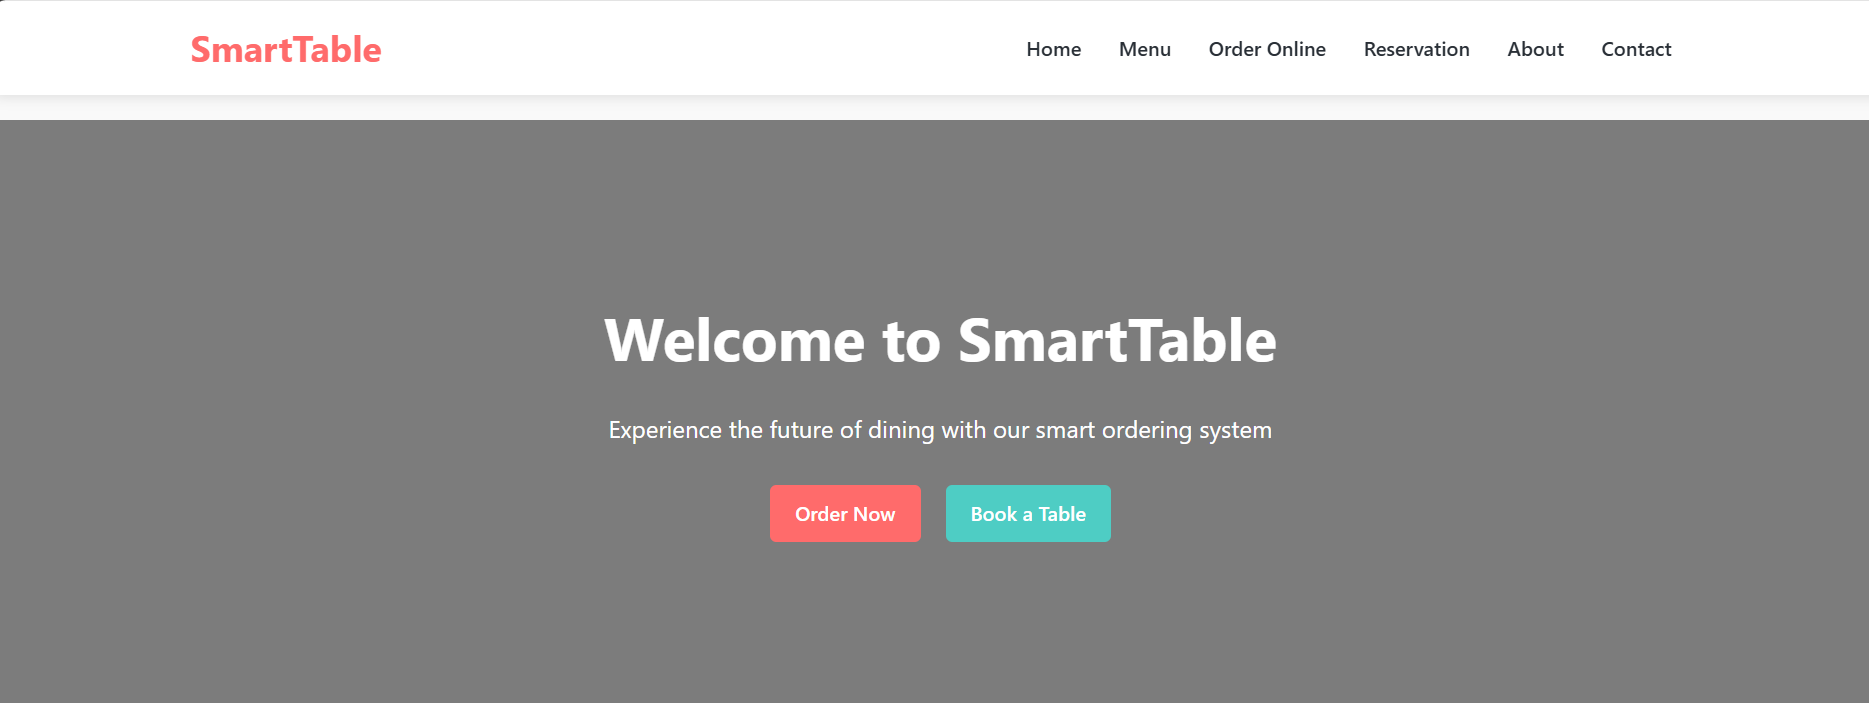 SmartTable
Home Menu Order Online Reservation About Contact
Welcome to SmartTable
Experience the future of dining with our smart ordering system
Order Now Book a Table